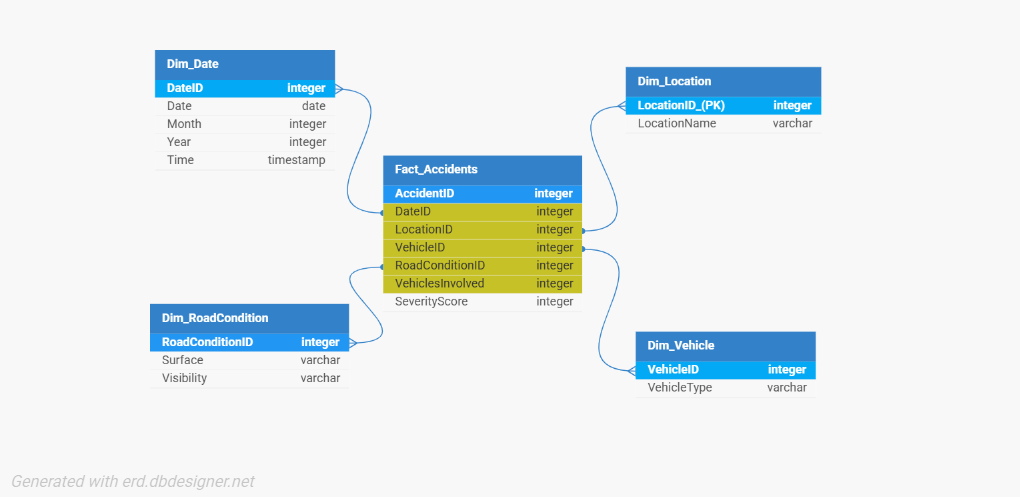 Dim_Date
DateID integer
Date date
Month integer
Year integer
Time timestamp
Dim_Location
LocationID_(PK) integer
LocationName varchar
Fact_Accidents
AccidentID integer
DateID integer
LocationID integer
VehicleID integer
RoadConditionID integer
VehiclesInvolved integer
SeverityScore integer
Dim_RoadCondition
RoadConditionID integer
Surface varchar
Visibility varchar
Dim_Vehicle
VehicleID integer
VehicleType varchar
Generated with erd.dbdesigner.net